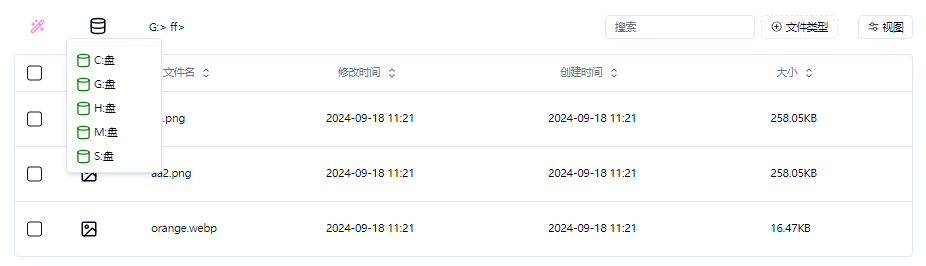 G:> ff>
搜索
文件类型
视图
C:盘
G:盘
H:盘
M:盘
S:盘
文件名
修改时间
创建时间
大小
.png
2024-09-18 11:21
2024-09-18 11:21
258.05KB
aa2.png
2024-09-18 11:21
2024-09-18 11:21
258.05KB
orange.webp
2024-09-18 11:21
2024-09-18 11:21
16.47KB